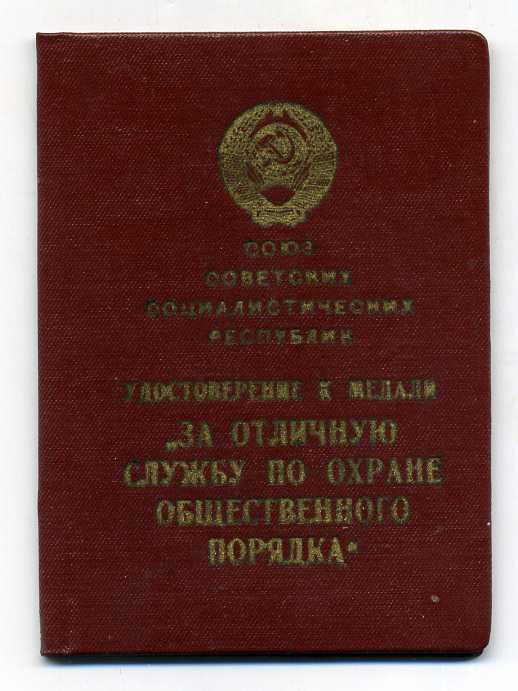 СОЮЗ
СОВЕТСКИХ
СОЦИАЛИСТИЧЕСКИХ
РЕСПУБЛИК
УДОСТОВЕРЕНИЕ К МЕДАЛИ
„ЗА ОТЛИЧНУЮ
СЛУЖБУ ПО ОХРАНЕ
ОБЩЕСТВЕННОГО
ПОРЯДКА“